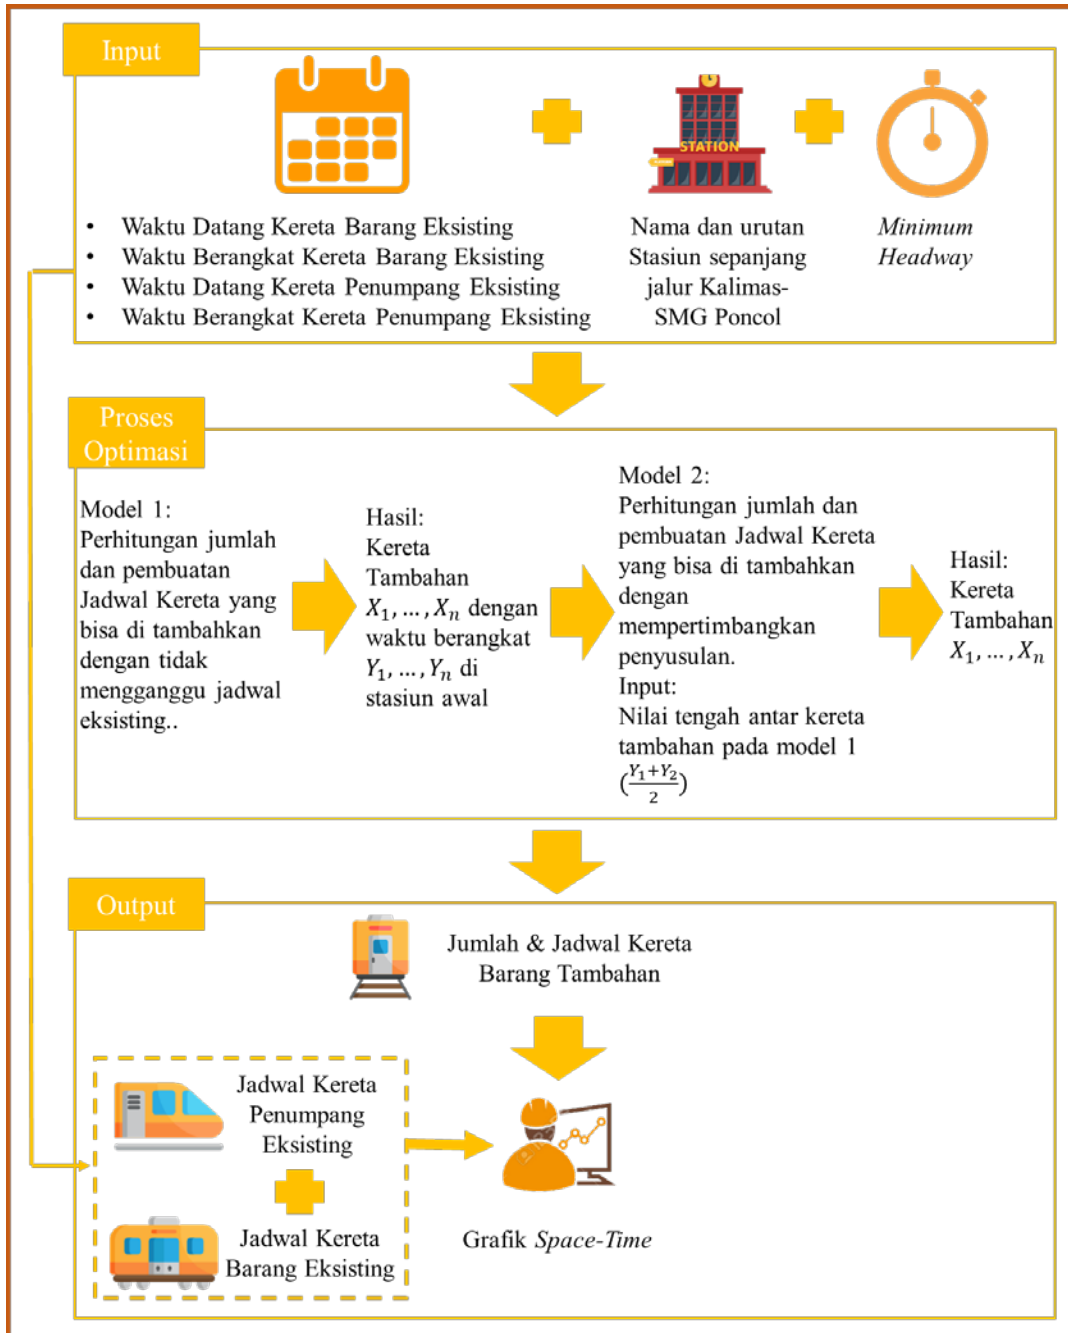 Input
STATION
• Waktu Datang Kereta Barang Eksisting
• Waktu Berangkat Kereta Barang Eksisting
• Waktu Datang Kereta Penumpang Eksisting
• Waktu Berangkat Kereta Penumpang Eksisting
Nama dan urutan
Stasiun sepanjang
jalur Kalimas-
SMG Poncol
Minimum
Headway
Proses
Optimasi
Model 1:
Perhitungan jumlah
dan pembuatan
Jadwal Kereta yang
bisa di tambahkan
dengan tidak
mengganggu jadwal
eksisting..
Hasil:
Kereta
Tambahan
X₁, ..., Xₙ dengan
waktu berangkat
Y₁, ..., Yₙ di
stasiun awal
Model 2:
Perhitungan jumlah dan
pembuatan Jadwal Kereta
yang bisa di tambahkan
dengan
mempertimbangkan
penyusulan.
Input:
Nilai tengah antar kereta
tambahan pada model 1
((Y₁+Y₂)/2)
Hasil:
Kereta
Tambahan
X₁, ..., Xₙ
Output
Jumlah & Jadwal Kereta
Barang Tambahan
Jadwal Kereta
Penumpang
Eksisting
Jadwal Kereta
Barang Eksisting
Grafik Space-Time